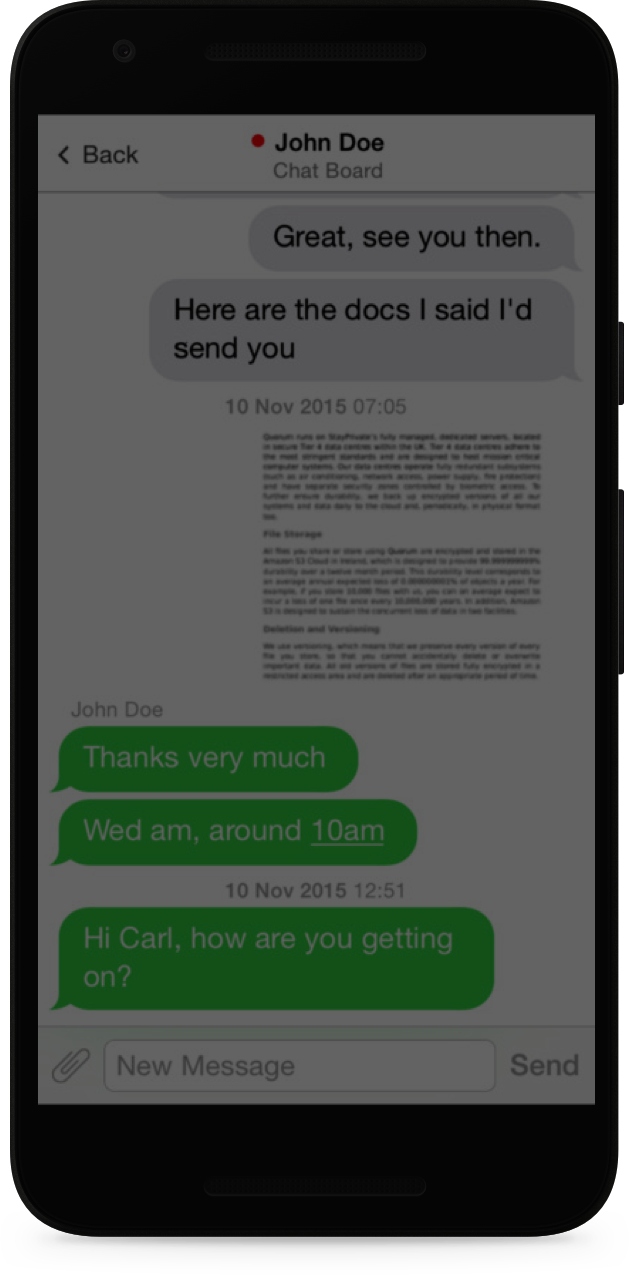 Back
John Doe
Chat Board
Great, see you then.
Here are the docs I said I'd
send you
10 Nov 2015 07:05
Quorum runs on StayPrivate's fully managed, dedicated servers, located
in secure Tier 4 data centres within the UK. Tier 4 data centres adhere to
the most stringent standards and are designed to host mission critical
computer systems. Our data centres operate fully redundant subsystems
(such as air conditioning, network access, power supply, fire protection)
and have separate security zones controlled by biometric access. To
further ensure durability, we back up encrypted versions of all our
systems and data daily to the cloud and, periodically, in physical format
too.
File Storage
All files you share or store using Quorum are encrypted and stored in the
Amazon S3 Cloud in Ireland, which is designed to provide
durability over a twelve month period. This durability level corresponds to
an average annual expected loss of of objects a year. For
example, if you store 10,000 files with us, you can on average expect to
incur a loss of one file once every 10,000,000 years. In addition, Amazon
S3 is designed to sustain the concurrent loss of data in two facilities.
Deletion and Versioning
We use versioning, which means that we preserve every version of every
file you store, so that you cannot accidentally delete or overwrite
important data. All old versions of files are stored fully encrypted in a
restricted access area and are deleted after an appropriate period of time.
John Doe
Thanks very much
Wed am, around 10am
10 Nov 2015 12:51
Hi Carl, how are you getting
on?
New Message
Send